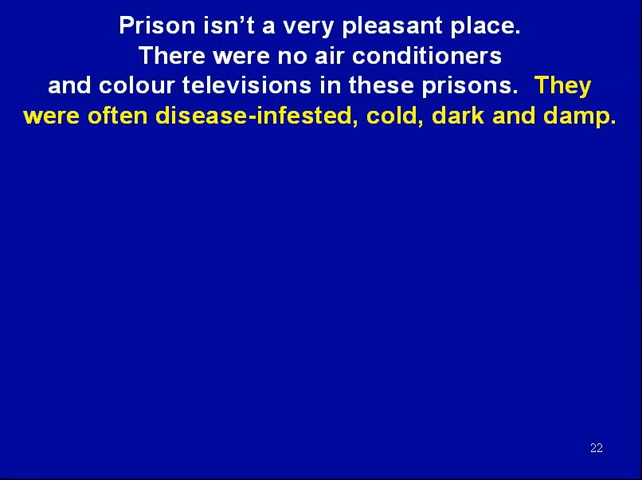 Prison isn’t a very pleasant place.
There were no air conditioners
and colour televisions in these prisons.  They
were often disease-infested, cold, dark and damp.
22